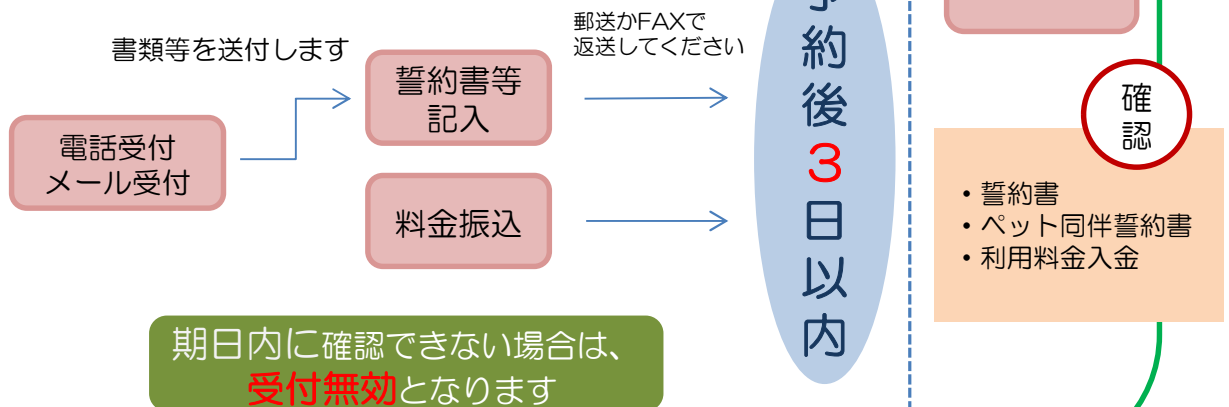 書類等を送付します
電話受付
メール受付
誓約書等
記入
料金振込
郵送かFAXで
返送してください
約後3日以内
期日内に確認できない場合は、
受付無効となります
確認
・誓約書
・ペット同伴誓約書
・利用料金入金